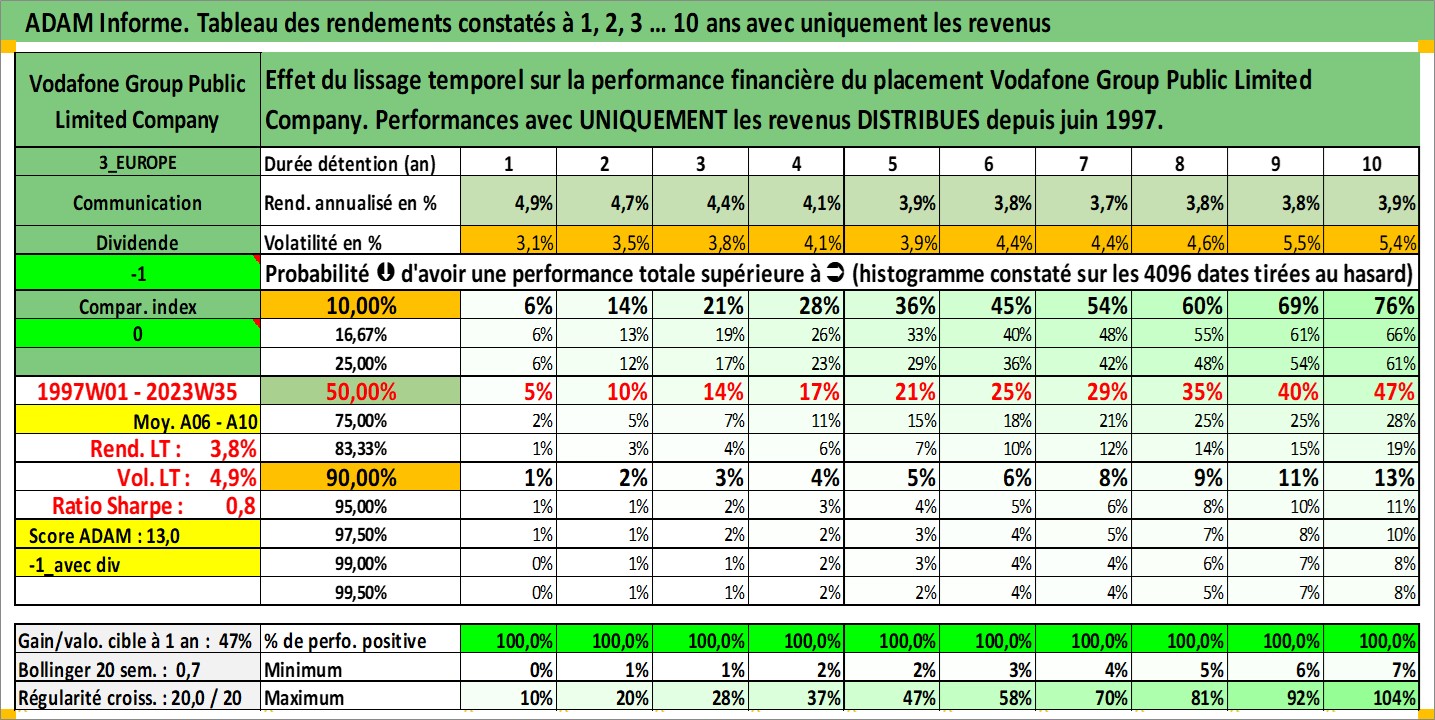 ADAM Informe. Tableau des rendements constatés à 1, 2, 3 ... 10 ans avec uniquement les revenus
Vodafone Group Public Limited Company
Effet du lissage temporel sur la performance financière du placement Vodafone Group Public Limited
Company. Performances avec UNIQUEMENT les revenus DISTRIBUES depuis juin 1997.
3_EUROPE Durée détention (an) 1 2 3 4 5 6 7 8 9 10
Communication Rend. annualisé en % 4,9% 4,7% 4,4% 4,1% 3,9% 3,8% 3,7% 3,8% 3,8% 3,9%
Dividende Volatilité en % 3,1% 3,5% 3,8% 4,1% 3,9% 4,4% 4,4% 4,6% 5,5% 5,4%
-1 Probabilité ⬇ d'avoir une performance totale supérieure à ➲ (histogramme constaté sur les 4096 dates tirées au hasard)
Compar. index 10,00% 6% 14% 21% 28% 36% 45% 54% 60% 69% 76%
0 16,67% 6% 13% 19% 26% 33% 40% 48% 55% 61% 66%
25,00% 6% 12% 17% 23% 29% 36% 42% 48% 54% 61%
1997W01 - 2023W35 50,00% 5% 10% 14% 17% 21% 25% 29% 35% 40% 47%
Moy. A06 - A10 75,00% 2% 5% 7% 11% 15% 18% 21% 25% 25% 28%
Rend. LT : 3,8% 83,33% 1% 3% 4% 6% 7% 10% 12% 14% 15% 19%
Vol. LT : 4,9% 90,00% 1% 2% 3% 4% 5% 6% 8% 9% 11% 13%
Ratio Sharpe : 0,8 95,00% 1% 1% 2% 3% 4% 5% 6% 8% 10% 11%
Score ADAM : 13,0 97,50% 1% 1% 2% 2% 3% 4% 5% 7% 8% 10%
-1_avec div 99,00% 0% 1% 1% 2% 3% 4% 4% 6% 7% 8%
99,50% 0% 1% 1% 2% 2% 4% 4% 5% 7% 8%
Gain/valo. cible à 1 an : 47% % de perfo. positive 100,0% 100,0% 100,0% 100,0% 100,0% 100,0% 100,0% 100,0% 100,0% 100,0%
Bollinger 20 sem. : 0,7 Minimum 0% 1% 1% 2% 2% 3% 4% 5% 6% 7%
Régularité croiss. : 20,0 / 20 Maximum 10% 20% 28% 37% 47% 58% 70% 81% 92% 104%